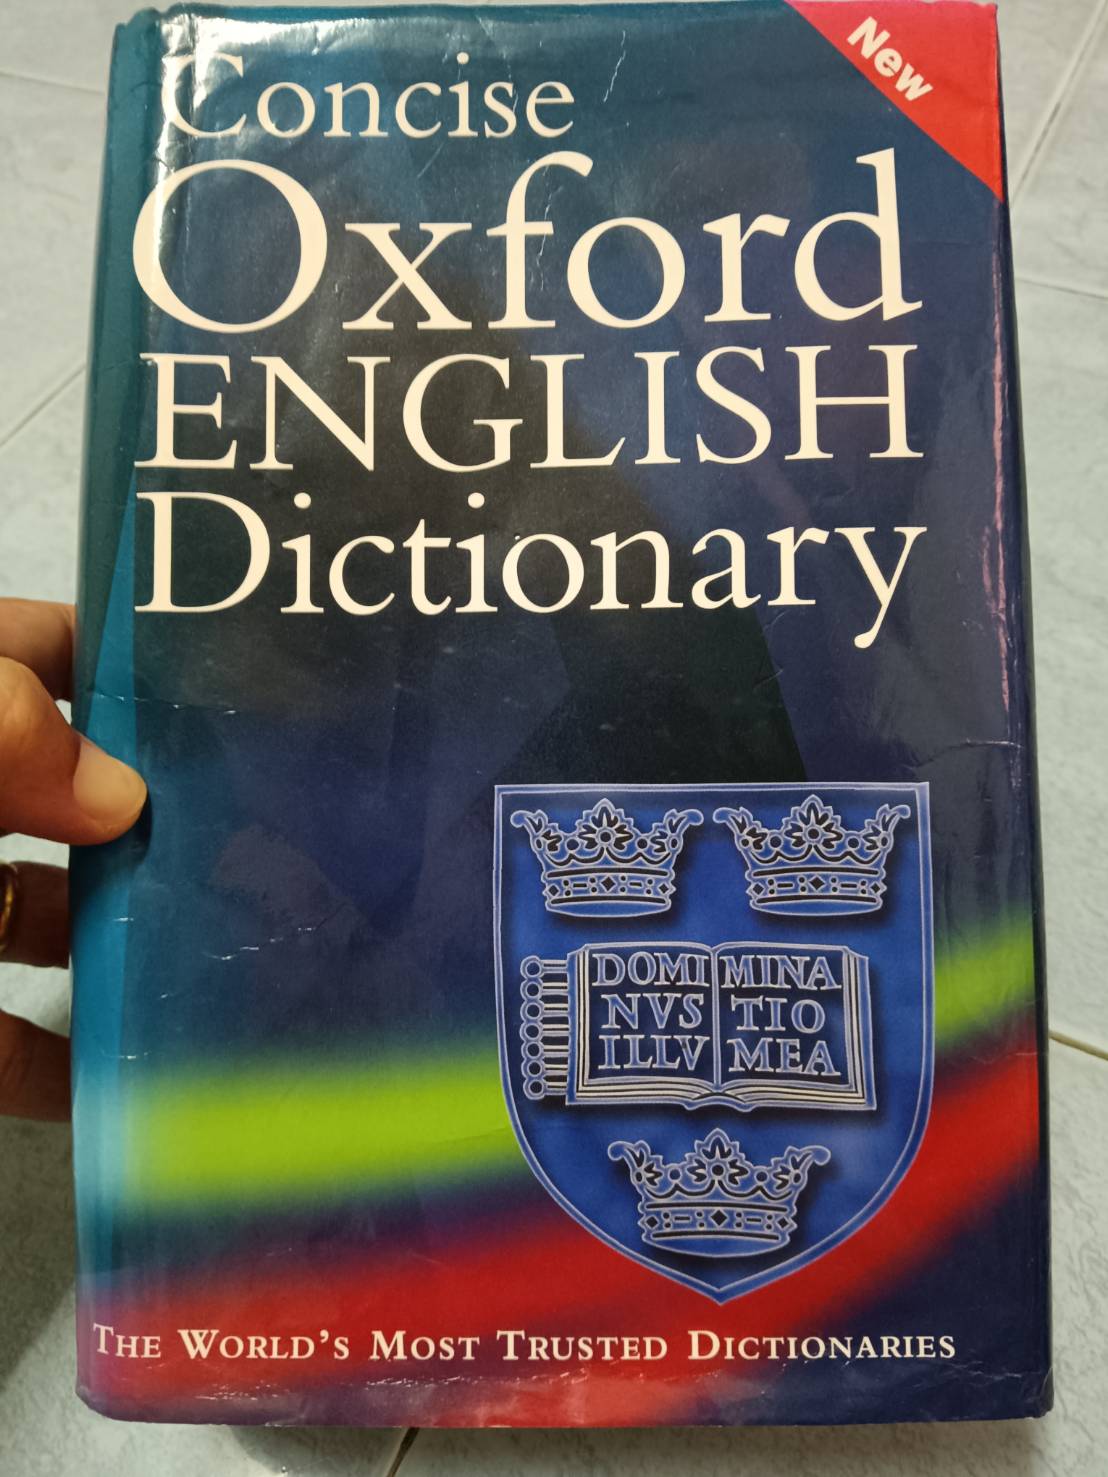 New
Concise
Oxford
ENGLISH
Dictionary
DOMI MINA
NVS TIO
ILLV MEA
THE WORLD'S MOST TRUSTED DICTIONARIES